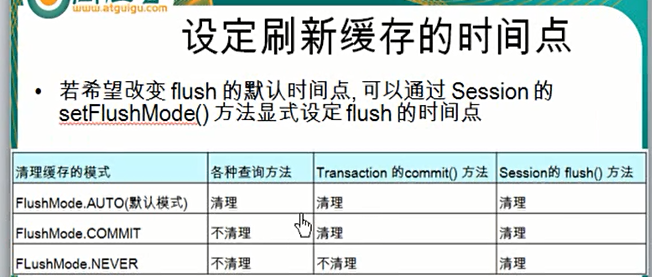 www.atguigu.com
设定刷新缓存的时间点
• 若希望改变 flush 的默认时间点, 可以通过 Session 的
setFlushMode() 方法显式设定 flush 的时间点
清理缓存的模式 各种查询方法 Transaction 的commit() 方法 Session的 flush() 方法
FlushMode.AUTO(默认模式) 清理 清理 清理
FlushMode.COMMIT 不清理 清理 清理
FLushMode.NEVER 不清理 不清理 清理